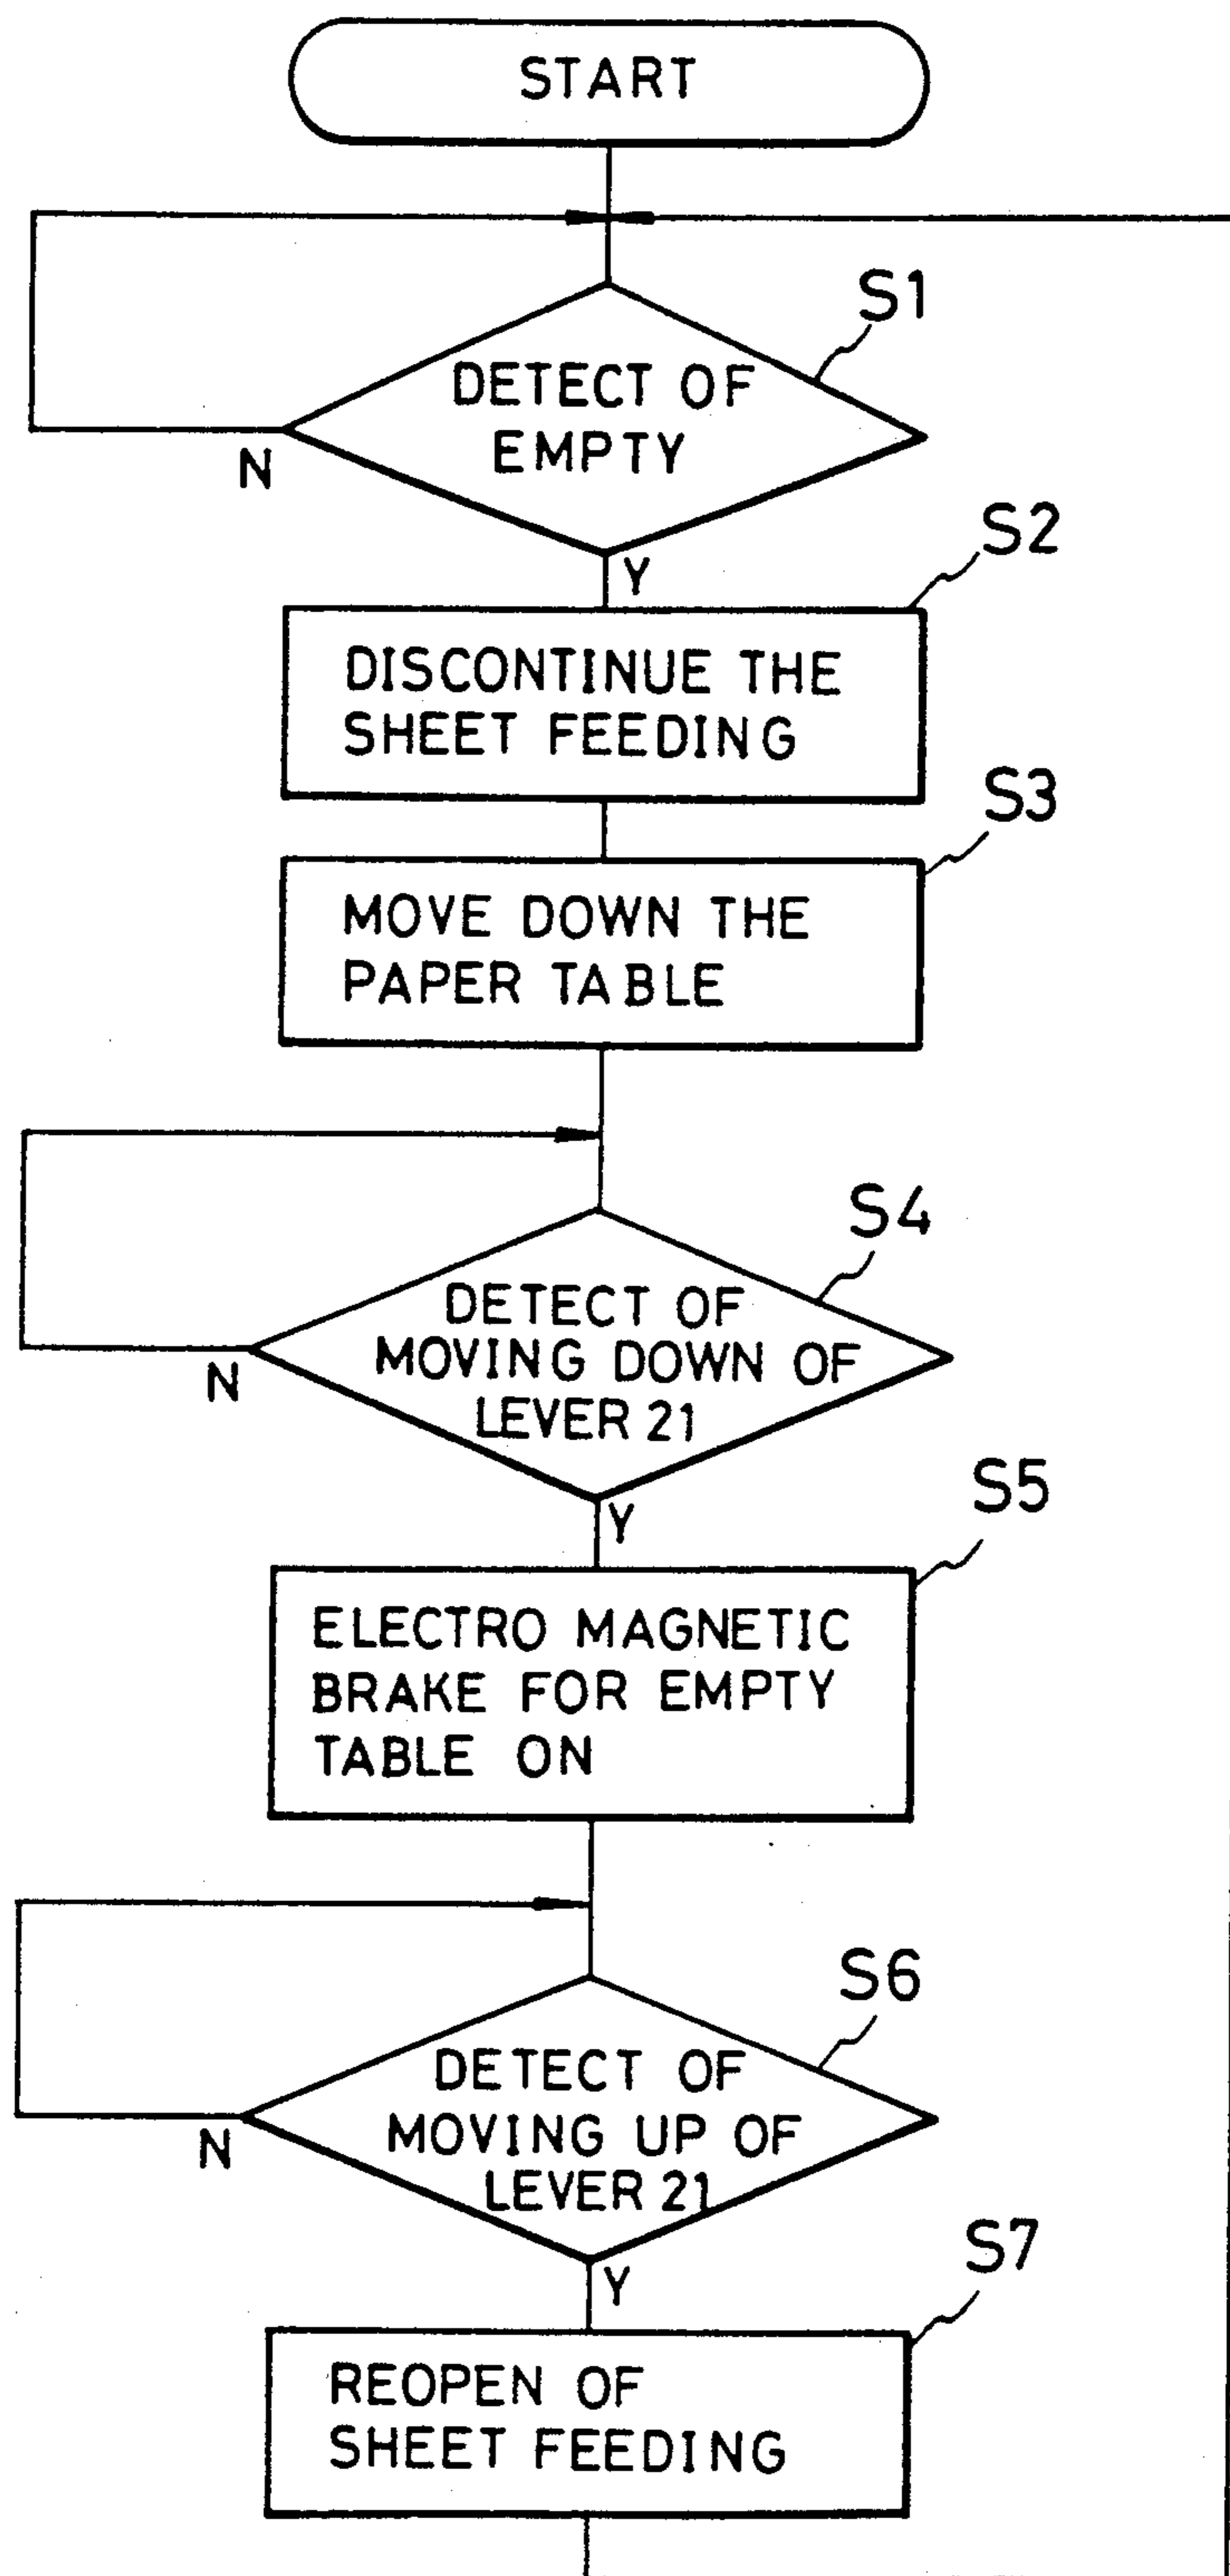 START
S1
DETECT OF
EMPTY
N
Y
S2
DISCONTINUE THE
SHEET FEEDING
S3
MOVE DOWN THE
PAPER TABLE
S4
DETECT OF
MOVING DOWN OF
LEVER 21
N
Y
S5
ELECTRO MAGNETIC
BRAKE FOR EMPTY
TABLE ON
S6
DETECT OF
MOVING UP OF
LEVER 21
N
Y
S7
REOPEN OF
SHEET FEEDING